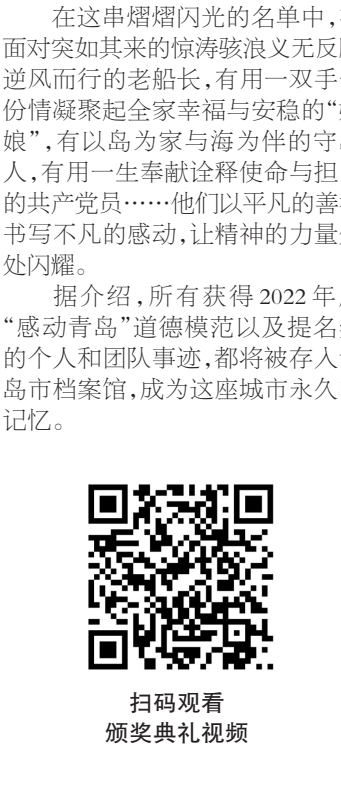 在这串熠熠闪光的名单中，
面对突如其来的惊涛骇浪义无反
逆风而行的老船长，有用一双手
份情凝聚起全家幸福与安稳的“
娘”，有以岛为家与海为伴的守
人，有用一生奉献诠释使命与担
的共产党员……他们以平凡的善
书写不凡的感动，让精神的力量
处闪耀。
据介绍，所有获得 2022 年
“感动青岛”道德模范以及提名
的个人和团队事迹，都将被存入
岛市档案馆，成为这座城市永久
记忆。
扫码观看
颁奖典礼视频